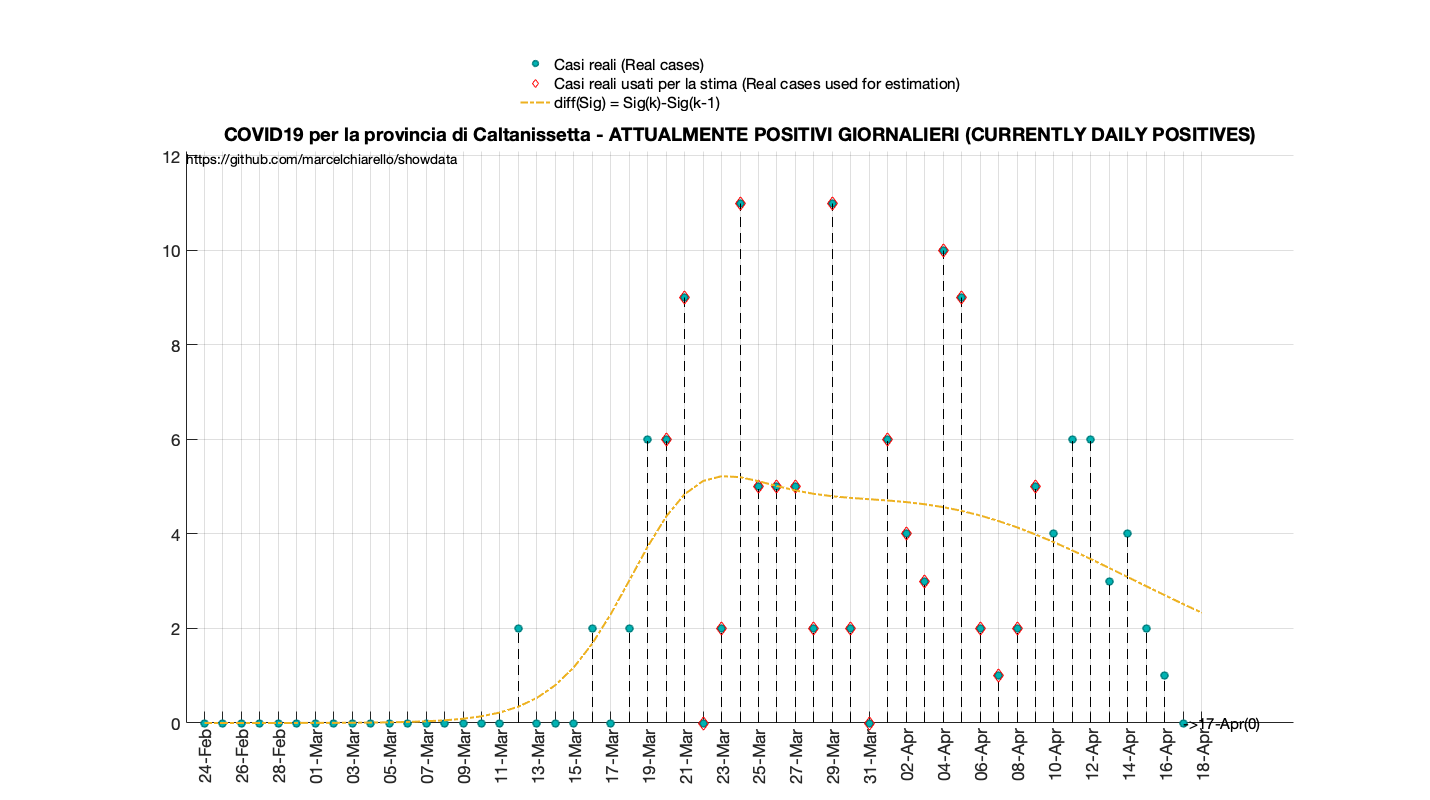 Casi reali (Real cases)
Casi reali usati per la stima (Real cases used for estimation)
diff(Sig) = Sig(k)-Sig(k-1)
COVID19 per la provincia di Caltanissetta - ATTUALMENTE POSITIVI GIORNALIERI (CURRENTLY DAILY POSITIVES)
https://github.com/marcelchiarello/showdata
12
10
8
6
4
2
0
->17-Apr(0)
24-Feb
26-Feb
28-Feb
01-Mar
03-Mar
05-Mar
07-Mar
09-Mar
11-Mar
13-Mar
15-Mar
17-Mar
19-Mar
21-Mar
23-Mar
25-Mar
27-Mar
29-Mar
31-Mar
02-Apr
04-Apr
06-Apr
08-Apr
10-Apr
12-Apr
14-Apr
16-Apr
18-Apr